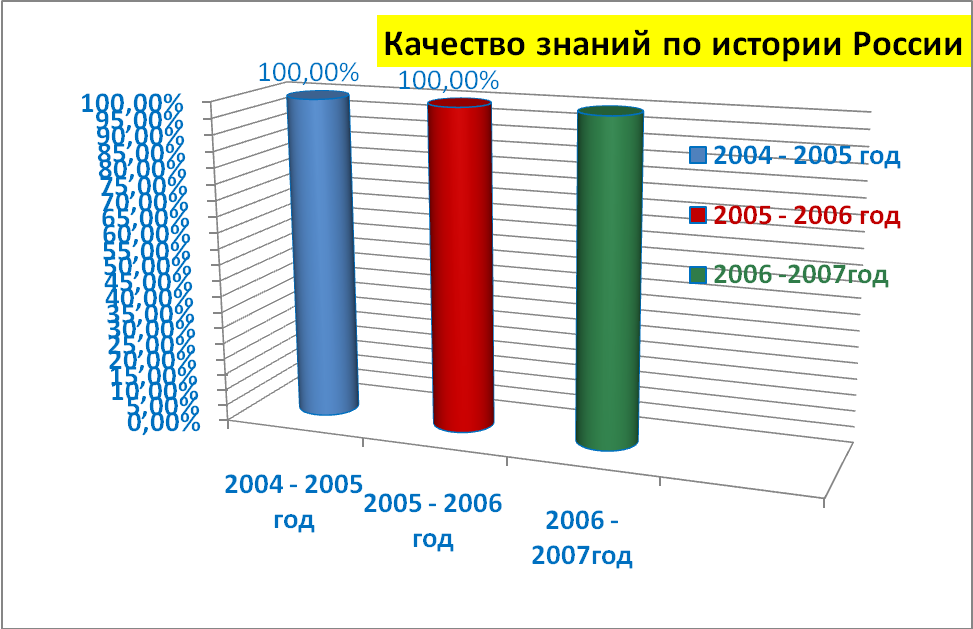 Качество знаний по истории России
100,00%
100,00%
100,00%
95,00%
90,00%
85,00%
80,00%
75,00%
70,00%
65,00%
60,00%
55,00%
50,00%
45,00%
40,00%
35,00%
30,00%
25,00%
20,00%
15,00%
10,00%
5,00%
0,00%
2004 - 2005 год
2005 - 2006 год
2006 -2007год
2004 - 2005
год
2005 - 2006
год
2006 -
2007год